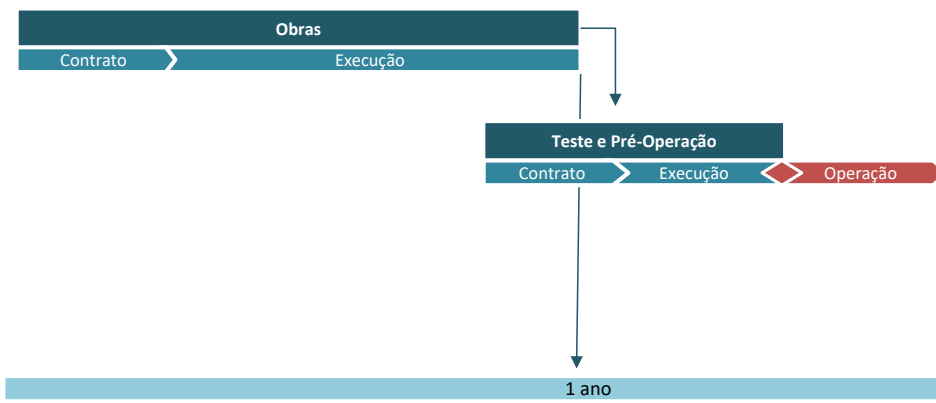 Obras
Contrato
Execução
Teste e Pré-Operação
Contrato
Execução
Operação
1 ano